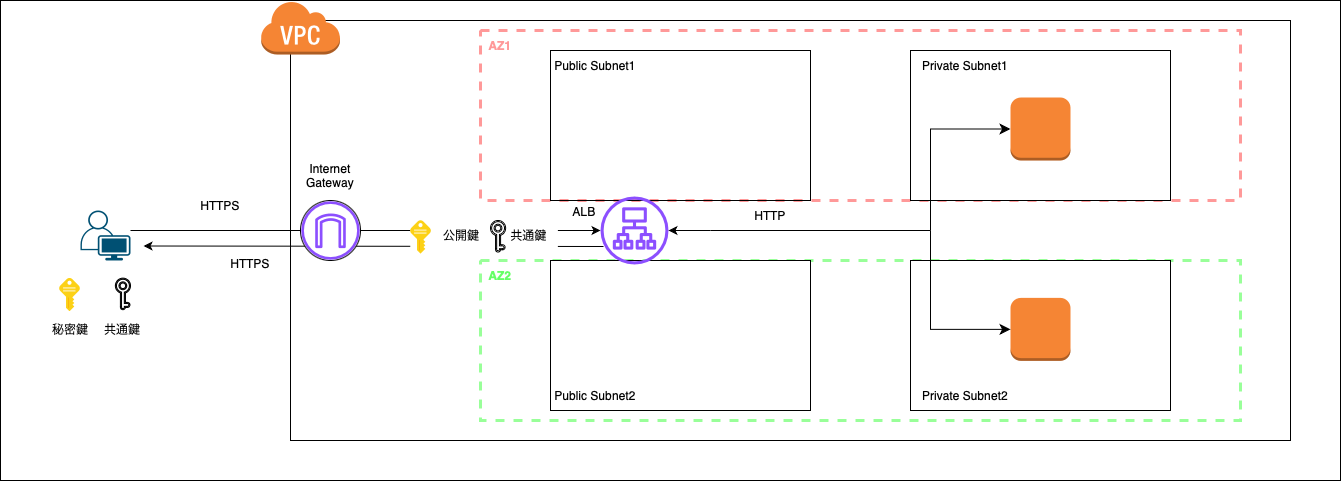 VPC
AZ1
Public Subnet1
Private Subnet1
Internet
Gateway
HTTPS
ALB
HTTP
公開鍵
共通鍵
HTTPS
AZ2
秘密鍵
共通鍵
Public Subnet2
Private Subnet2